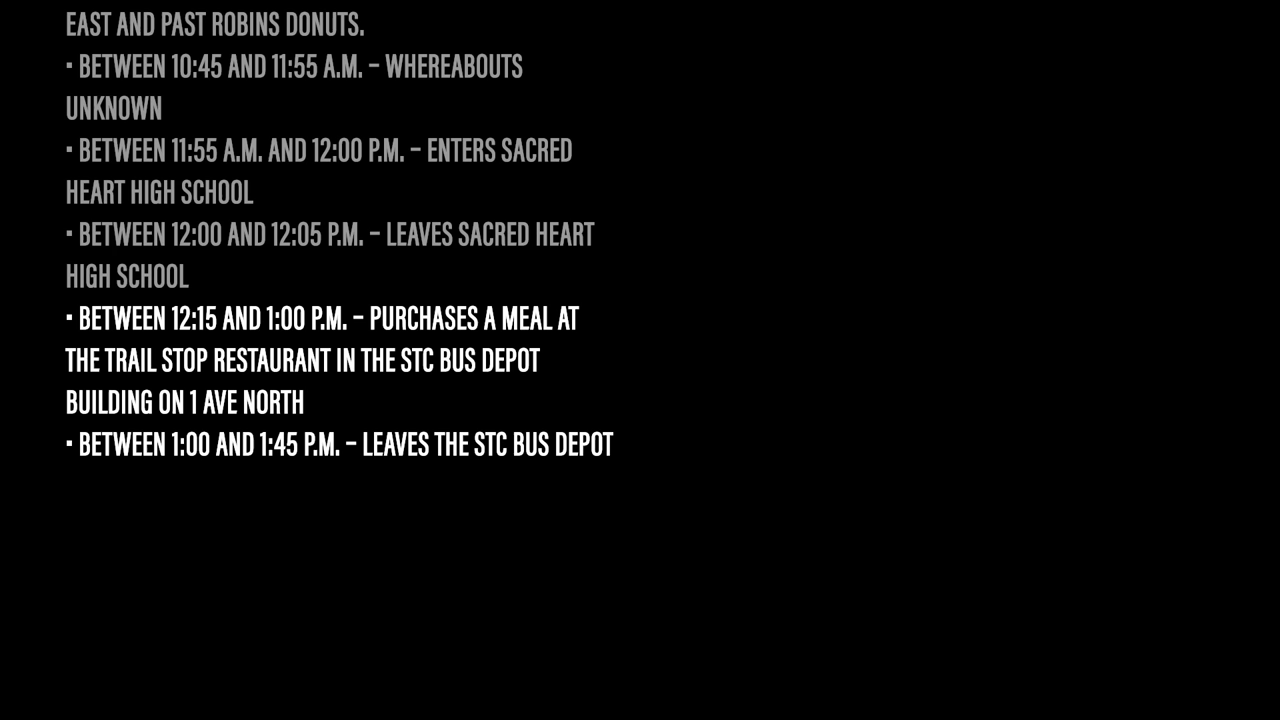 EAST AND PAST ROBINS DONUTS.
• BETWEEN 10:45 AND 11:55 A.M. – WHEREABOUTS
UNKNOWN
• BETWEEN 11:55 A.M. AND 12:00 P.M. – ENTERS SACRED
HEART HIGH SCHOOL
• BETWEEN 12:00 AND 12:05 P.M. – LEAVES SACRED HEART
HIGH SCHOOL
• BETWEEN 12:15 AND 1:00 P.M. – PURCHASES A MEAL AT
THE TRAIL STOP RESTAURANT IN THE STC BUS DEPOT
BUILDING ON 1 AVE NORTH
• BETWEEN 1:00 AND 1:45 P.M. – LEAVES THE STC BUS DEPOT